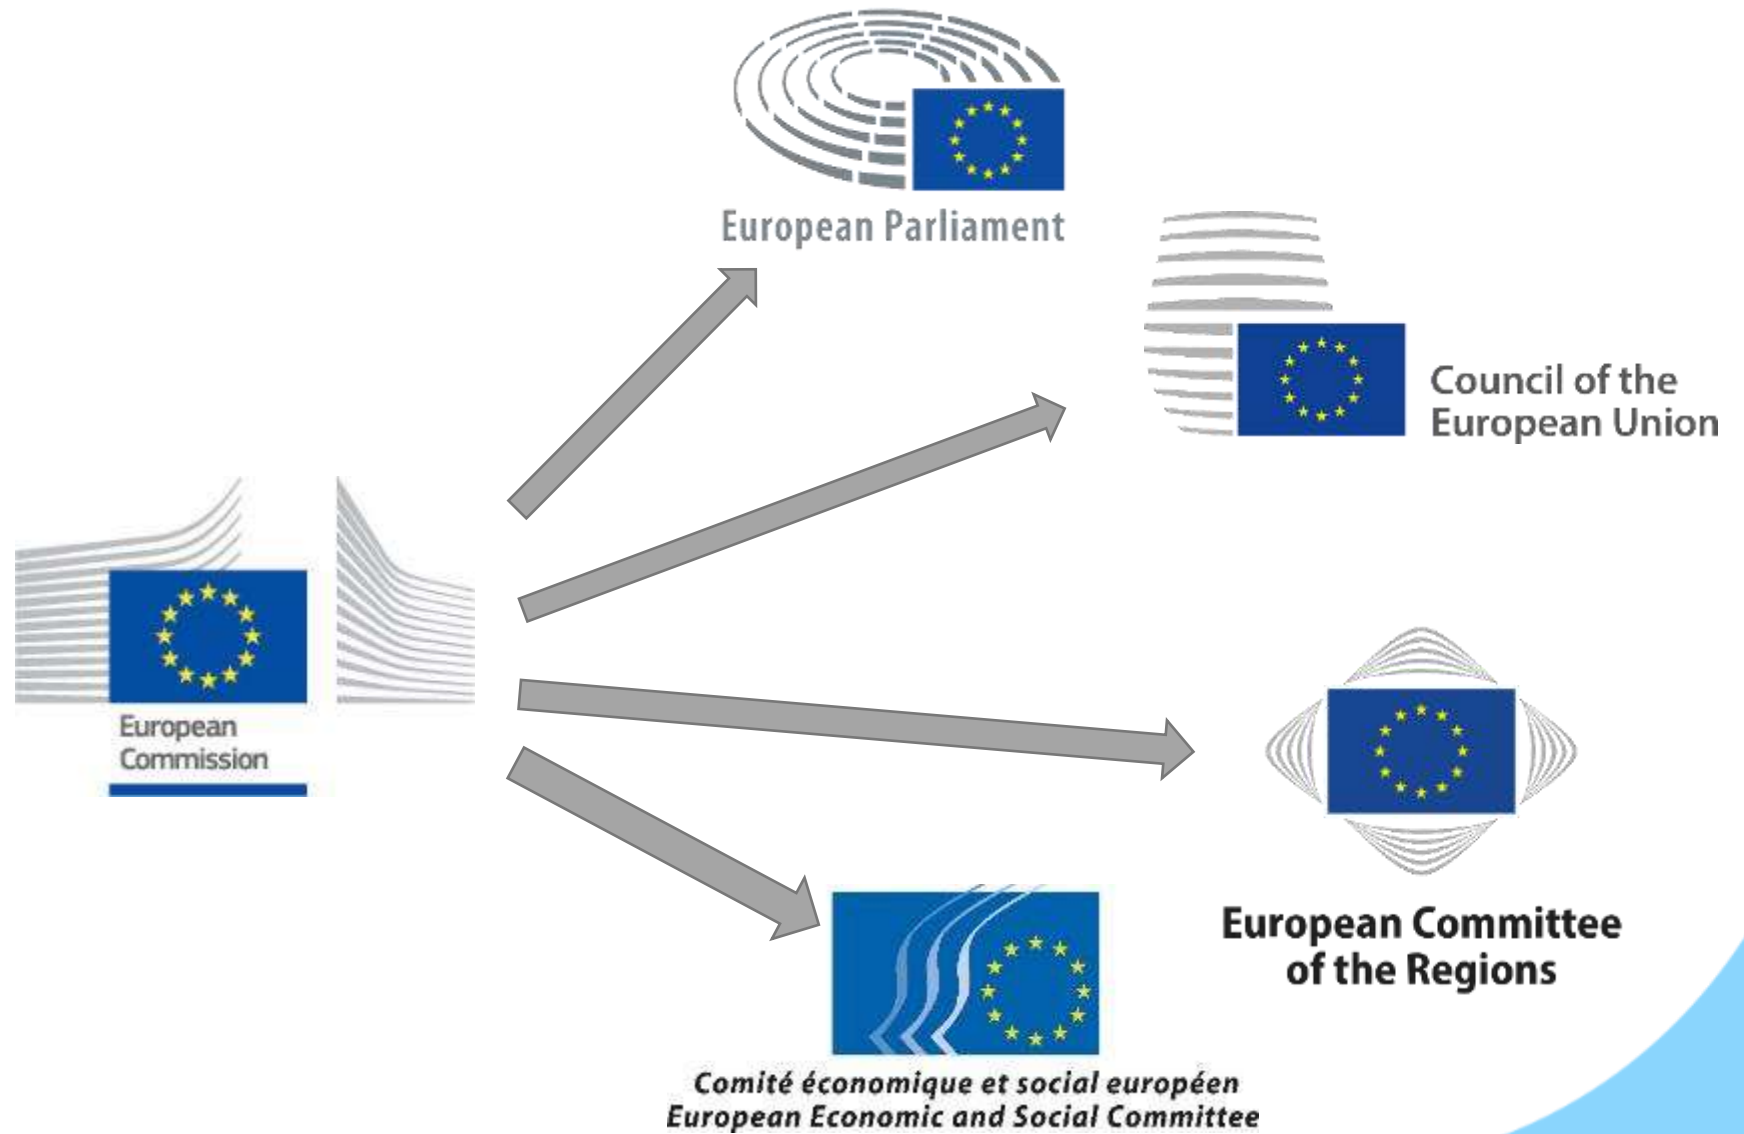 European Parliament
Council of the
European Union
European
Commission
European Committee
of the Regions
Comité économique et social européen
European Economic and Social Committee